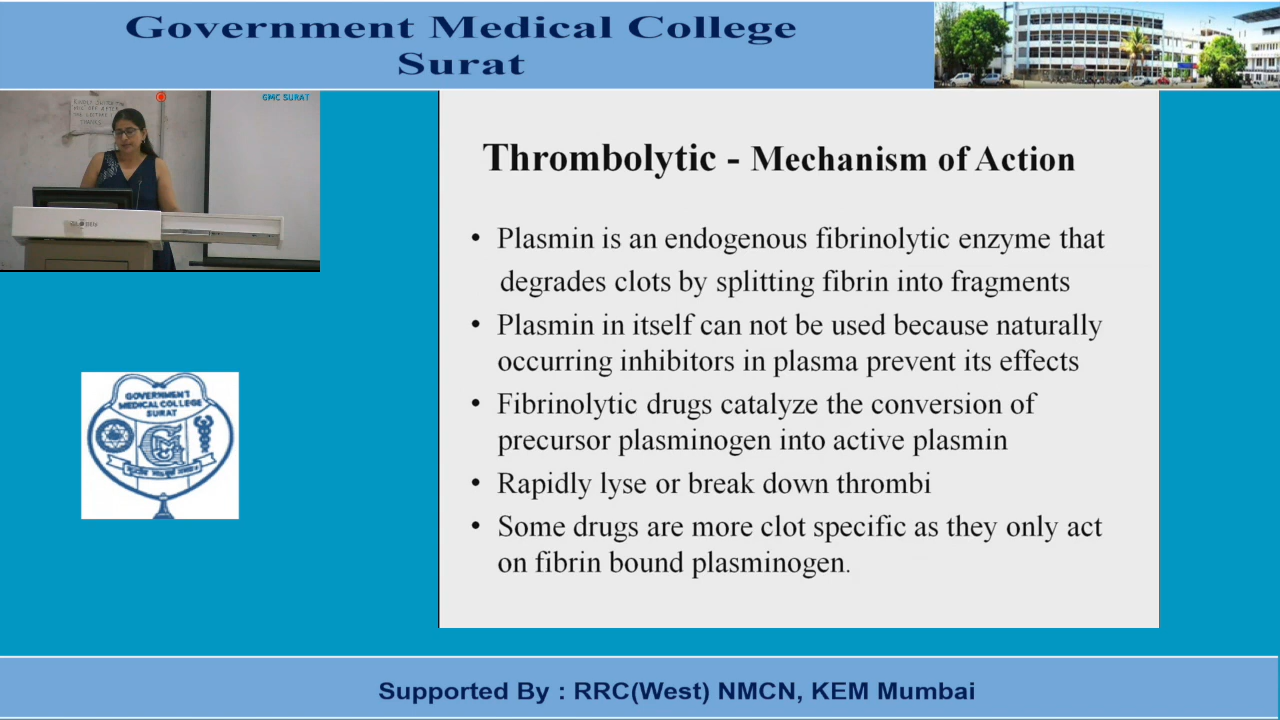 Government Medical College
Surat
GMC SURAT
Thrombolytic - Mechanism of Action
• Plasmin is an endogenous fibrinolytic enzyme that
degrades clots by splitting fibrin into fragments
• Plasmin in itself can not be used because naturally
occurring inhibitors in plasma prevent its effects
• Fibrinolytic drugs catalyze the conversion of
precursor plasminogen into active plasmin
• Rapidly lyse or break down thrombi
• Some drugs are more clot specific as they only act
on fibrin bound plasminogen.
GOVERNMENT
MEDICAL COLLEGE
SURAT
Supported By : RRC(West) NMCN, KEM Mumbai